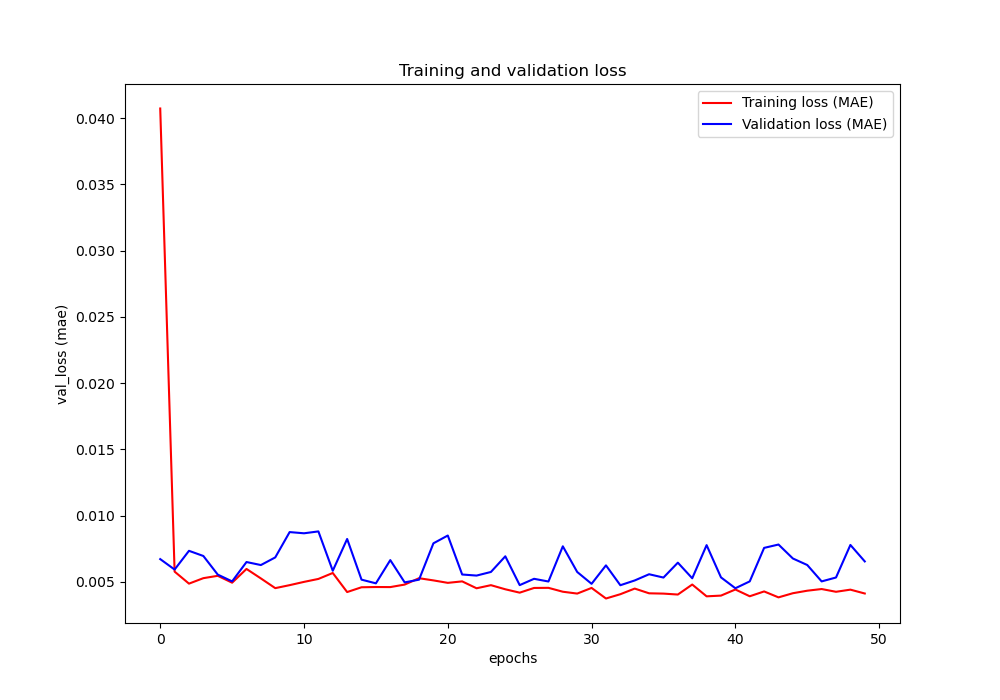 Training and validation loss
Training loss (MAE)
Validation loss (MAE)
0.040
0.035
0.030
0.025
0.020
0.015
0.010
0.005
val_loss (mae)
0 10 20 30 40 50
epochs